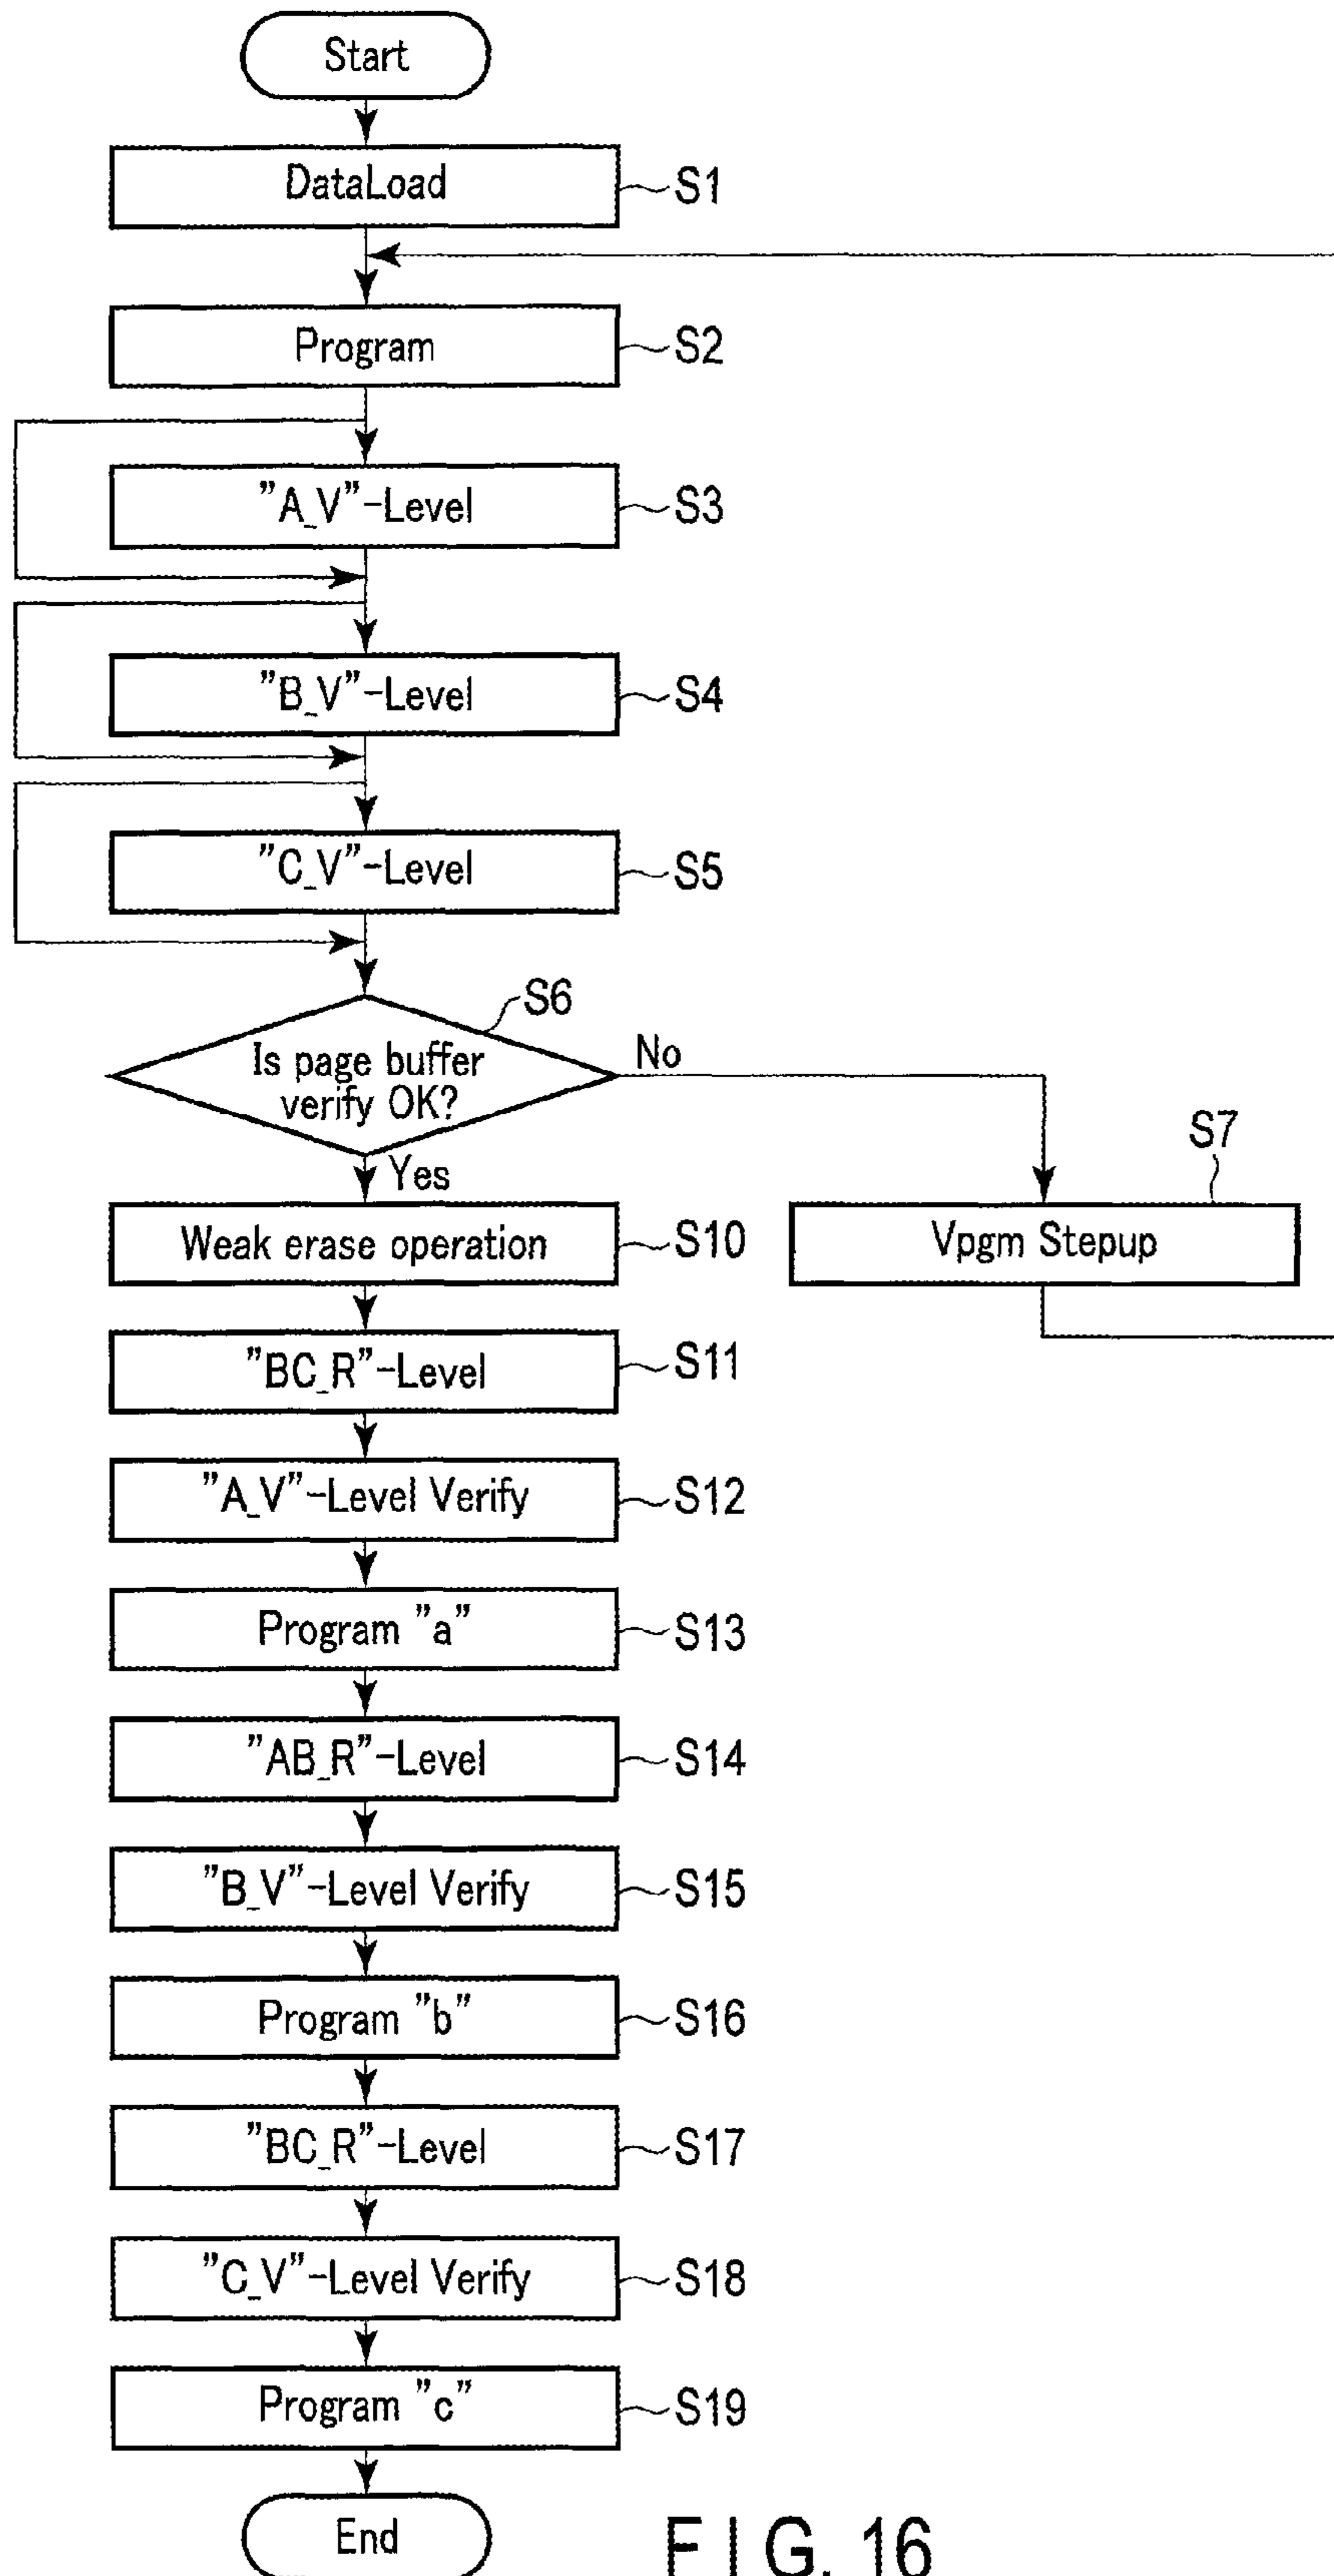 Start
DataLoad
S1
Program
S2
"A_V"-Level
S3
"B_V"-Level
S4
"C_V"-Level
S5
S6
Is page buffer
verify OK?
No
Yes
S7
Vpgm Stepup
Weak erase operation
S10
"BC_R"-Level
S11
"A_V"-Level Verify
S12
Program "a"
S13
"AB_R"-Level
S14
"B_V"-Level Verify
S15
Program "b"
S16
"BC_R"-Level
S17
"C_V"-Level Verify
S18
Program "c"
S19
End
FIG. 16